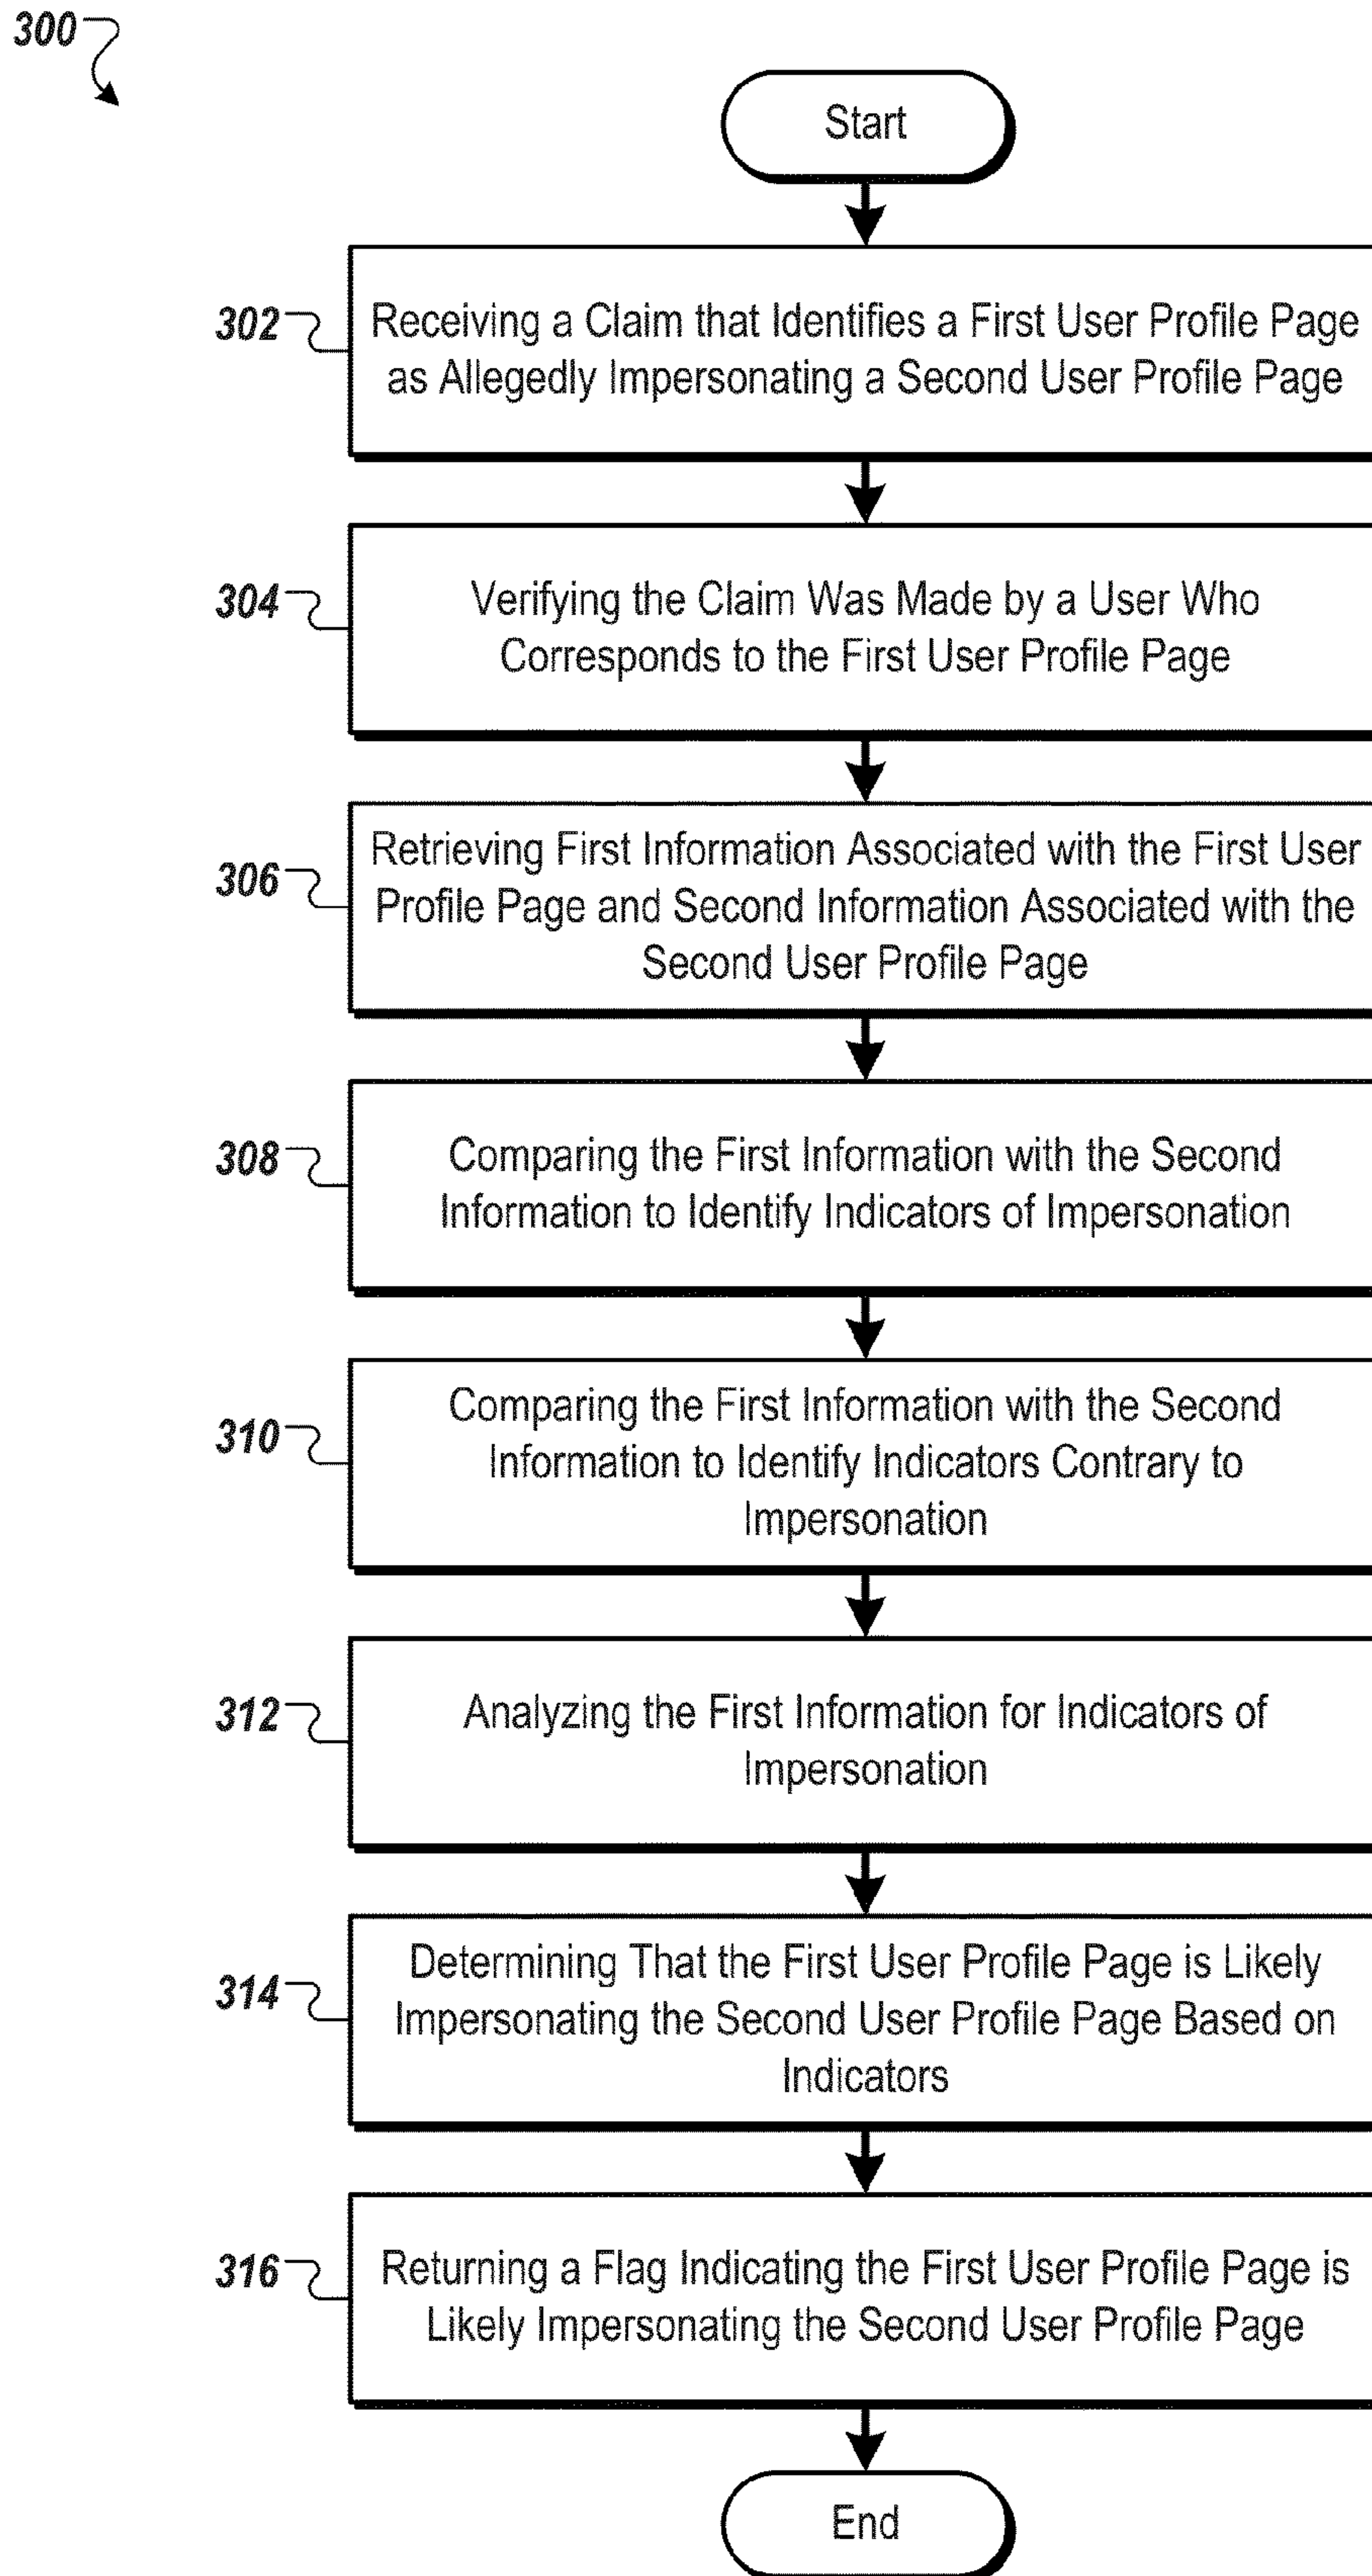 300
Start
302
Receiving a Claim that Identifies a First User Profile Page
as Allegedly Impersonating a Second User Profile Page
304
Verifying the Claim Was Made by a User Who
Corresponds to the First User Profile Page
306
Retrieving First Information Associated with the First User
Profile Page and Second Information Associated with the
Second User Profile Page
308
Comparing the First Information with the Second
Information to Identify Indicators of Impersonation
310
Comparing the First Information with the Second
Information to Identify Indicators Contrary to
Impersonation
312
Analyzing the First Information for Indicators of
Impersonation
314
Determining That the First User Profile Page is Likely
Impersonating the Second User Profile Page Based on
Indicators
316
Returning a Flag Indicating the First User Profile Page is
Likely Impersonating the Second User Profile Page
End